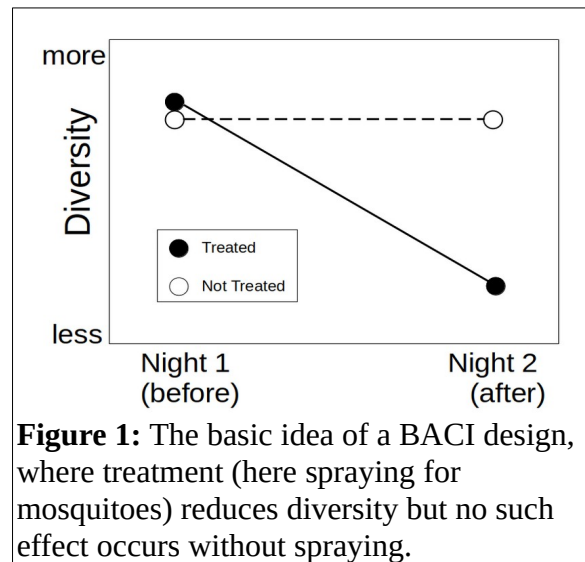 more
Diversity
Treated
Not Treated
less
Night 1
(before)
Night 2
(after)
Figure 1: The basic idea of a BACI design,
where treatment (here spraying for
mosquitoes) reduces diversity but no such
effect occurs without spraying.